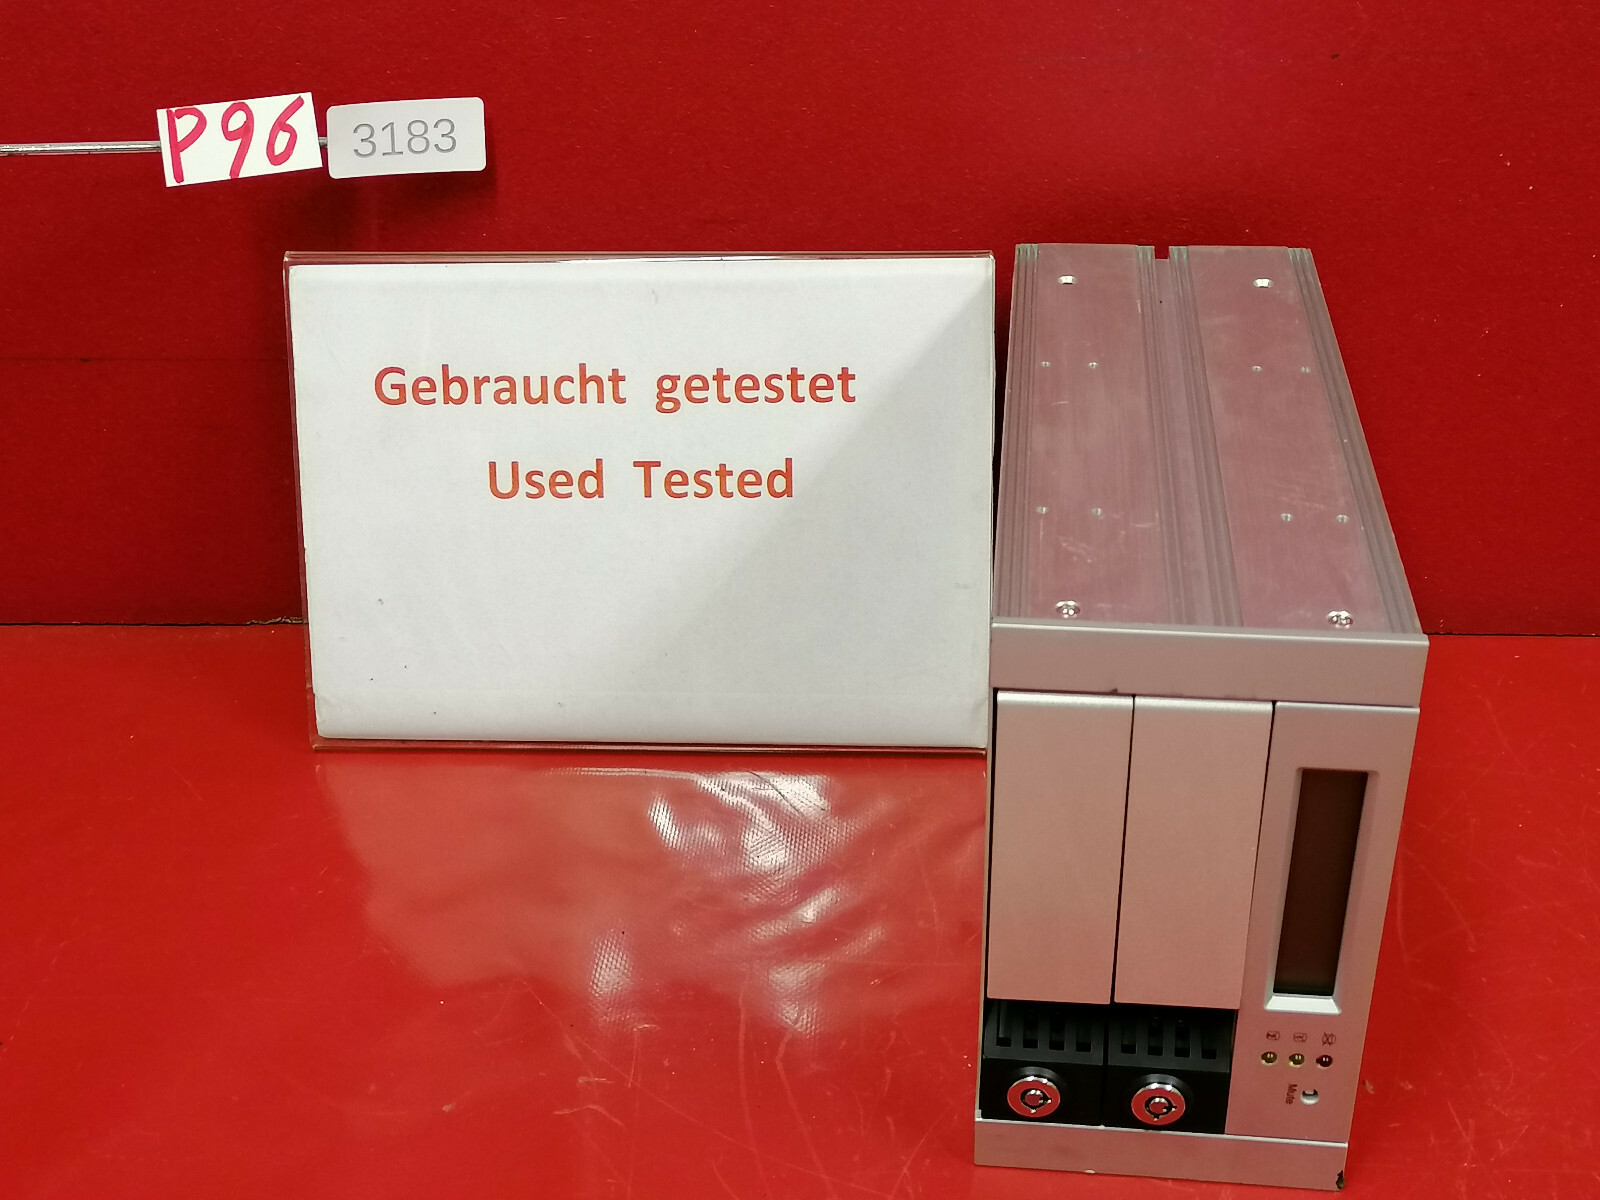 P96
3183
Gebraucht getestet
Used Tested
Mute